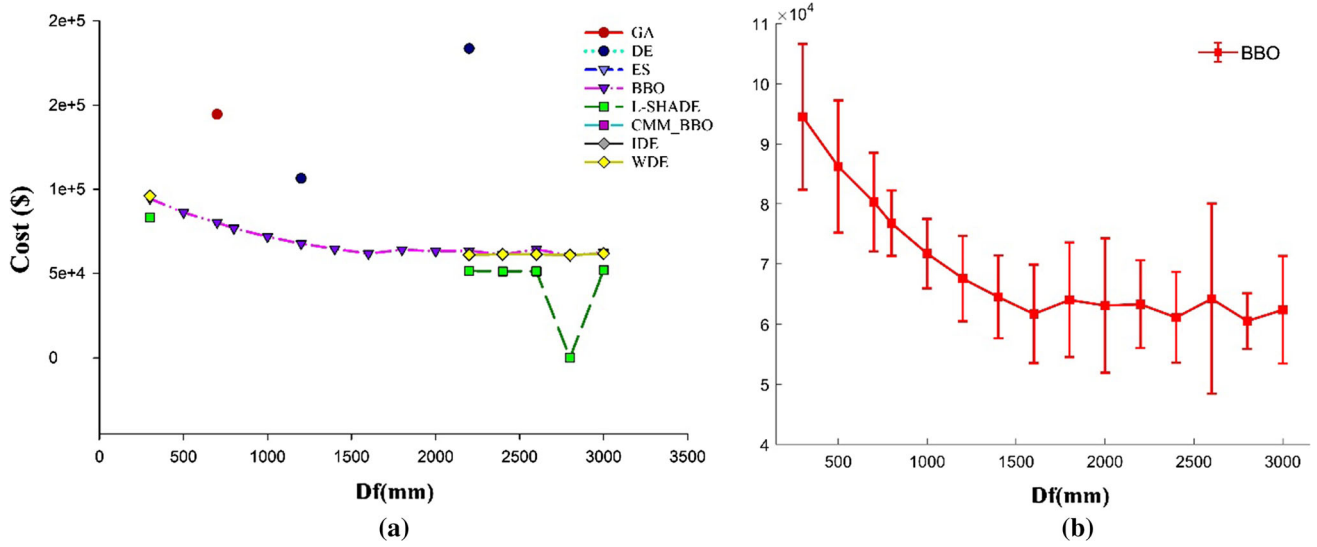 2e+5
2e+5
1e+5
5e+4
0
Cost ($)
0 500 1000 1500 2000 2500 3000 3500
Df(mm)
GA
DE
ES
BBO
L-SHADE
CMM_BBO
IDE
WDE
(a)
×10⁴
11
10
9
8
7
6
5
4
500 1000 1500 2000 2500 3000
Df(mm)
BBO
(b)